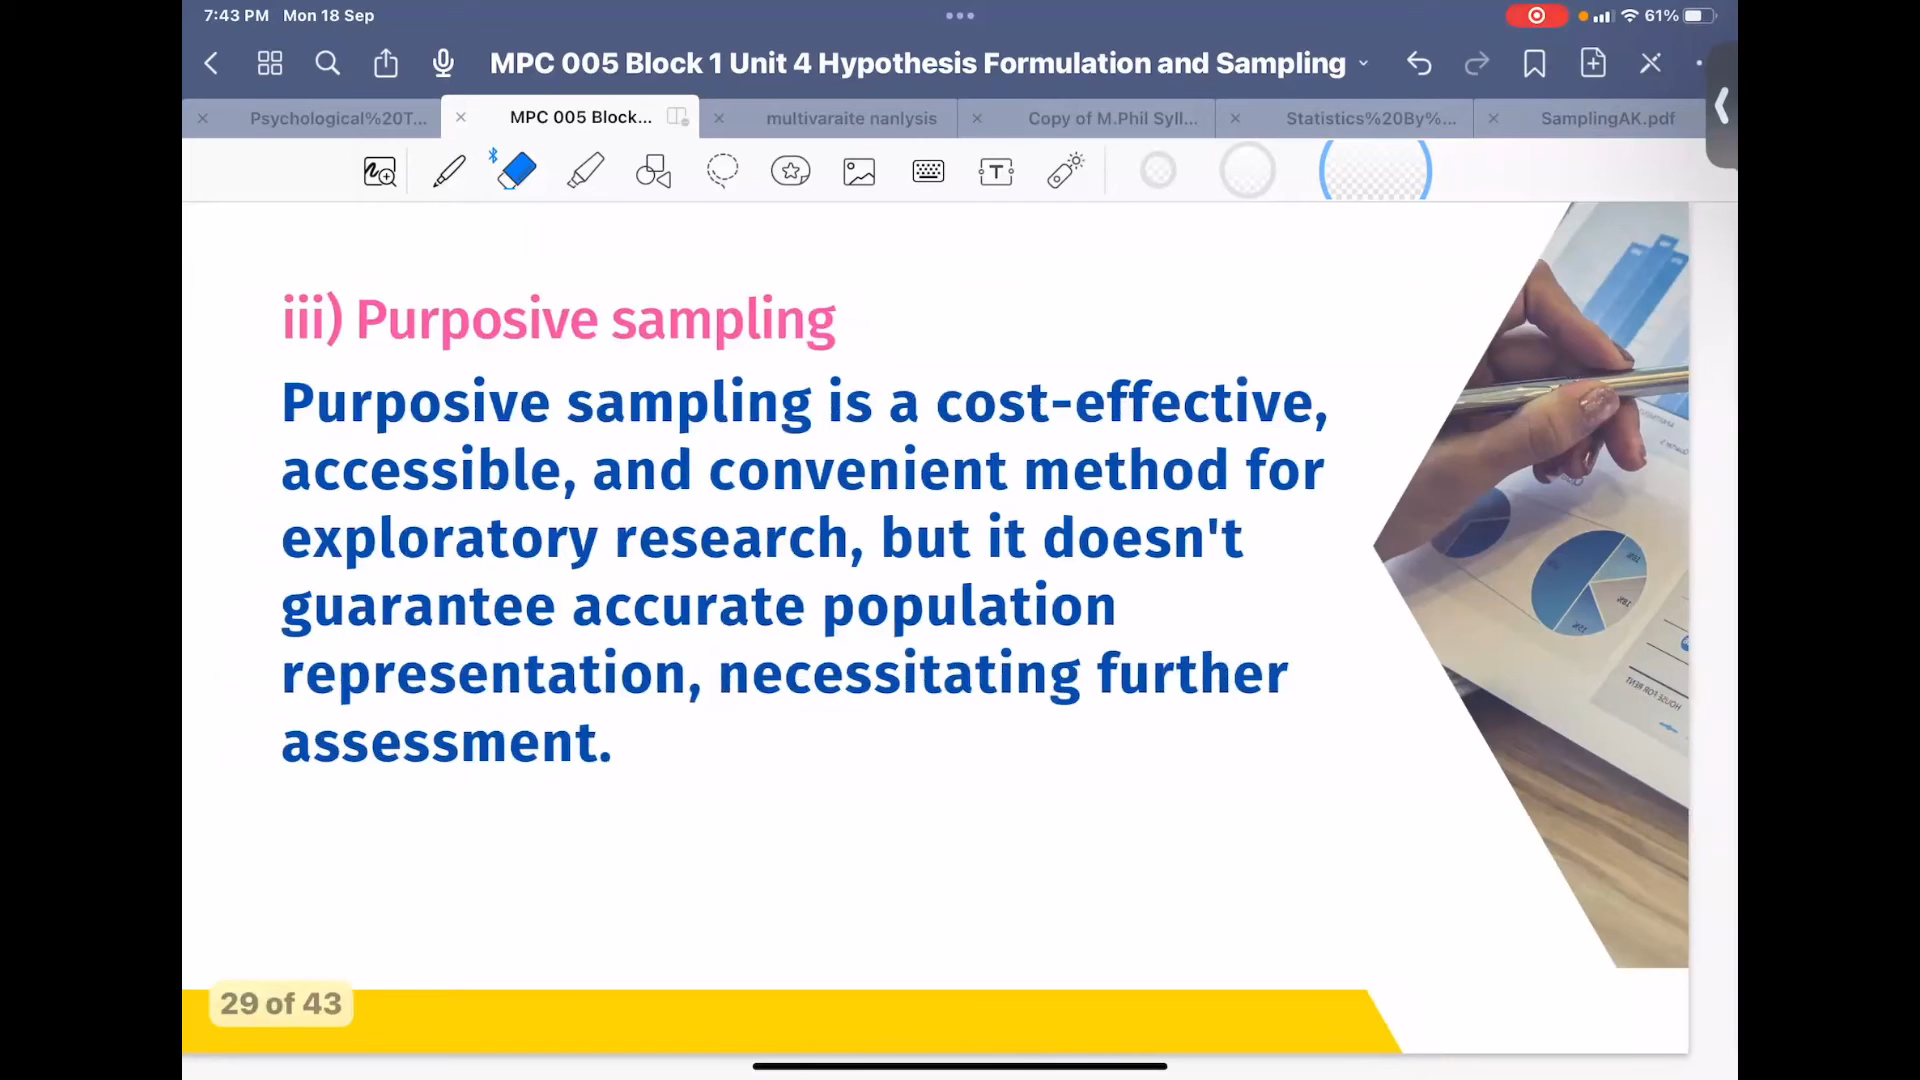 7:43 PM Mon 18 Sep
61%
MPC 005 Block 1 Unit 4 Hypothesis Formulation and Sampling
Psychological%20T...
MPC 005 Block...
multivaraite nanlysis
Copy of M.Phil Syll...
Statistics%20By%...
SamplingAK.pdf
iii) Purposive sampling
Purposive sampling is a cost-effective,
accessible, and convenient method for
exploratory research, but it doesn't
guarantee accurate population
representation, necessitating further
assessment.
HOUSE FOR RENT
29 of 43